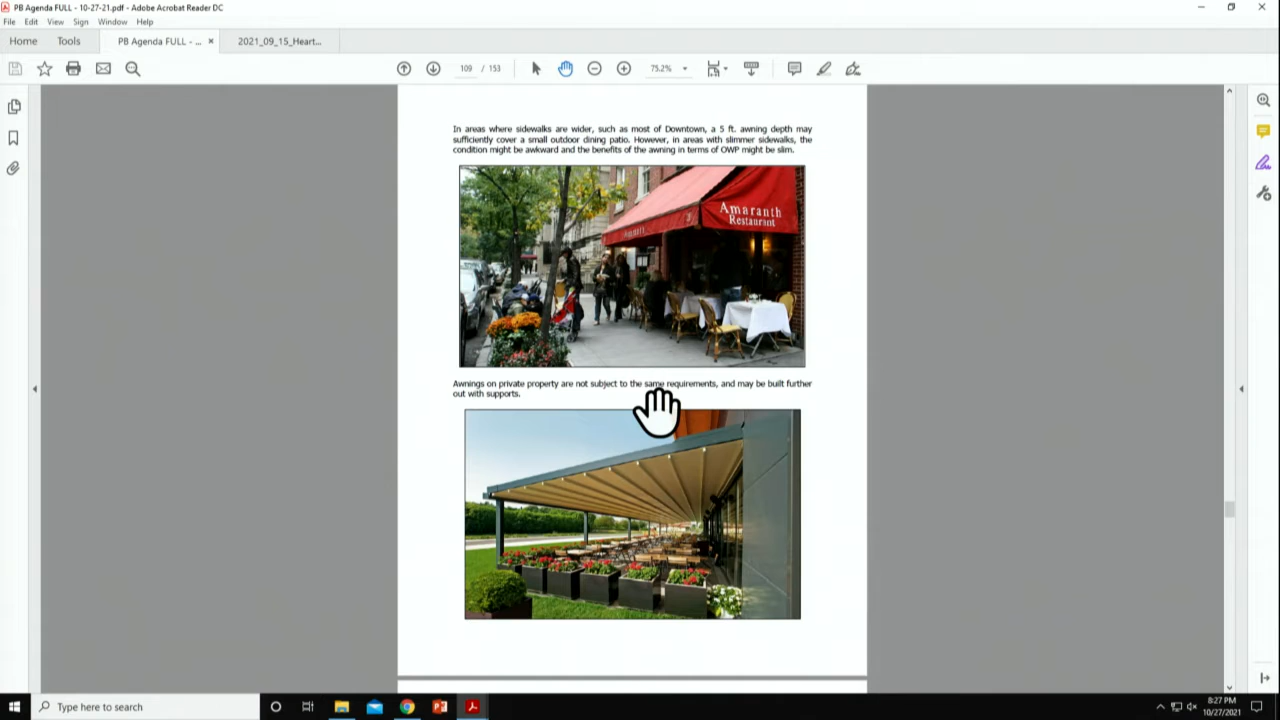 PB Agenda FULL - 10-27-21.pdf - Adobe Acrobat Reader DC
File Edit View Sign Window Help
Home Tools PB Agenda FULL - ... × 2021_09_15_Heart...
109 / 153 75.2%
In areas where sidewalks are wider, such as most of Downtown, a 5 ft. awning depth may
sufficiently cover a small outdoor dining patio. However, in areas with slimmer sidewalks, the
condition might be awkward and the benefits of the awning in terms of OWP might be slim.
Amaranth
Restaurant
Awnings on private property are not subject to the same requirements, and may be built further
out with supports.
Type here to search
8:27 PM
10/27/2021